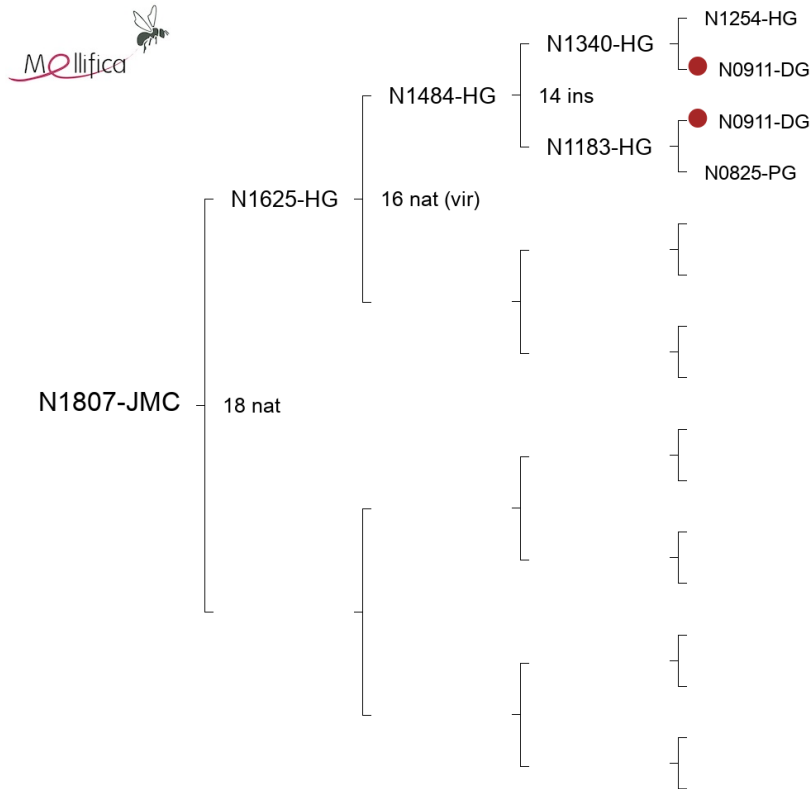 Mellifica
N1254-HG
N1340-HG
N0911-DG
N1484-HG
14 ins
N0911-DG
N1183-HG
N0825-PG
N1625-HG
16 nat (vir)
N1807-JMC
18 nat